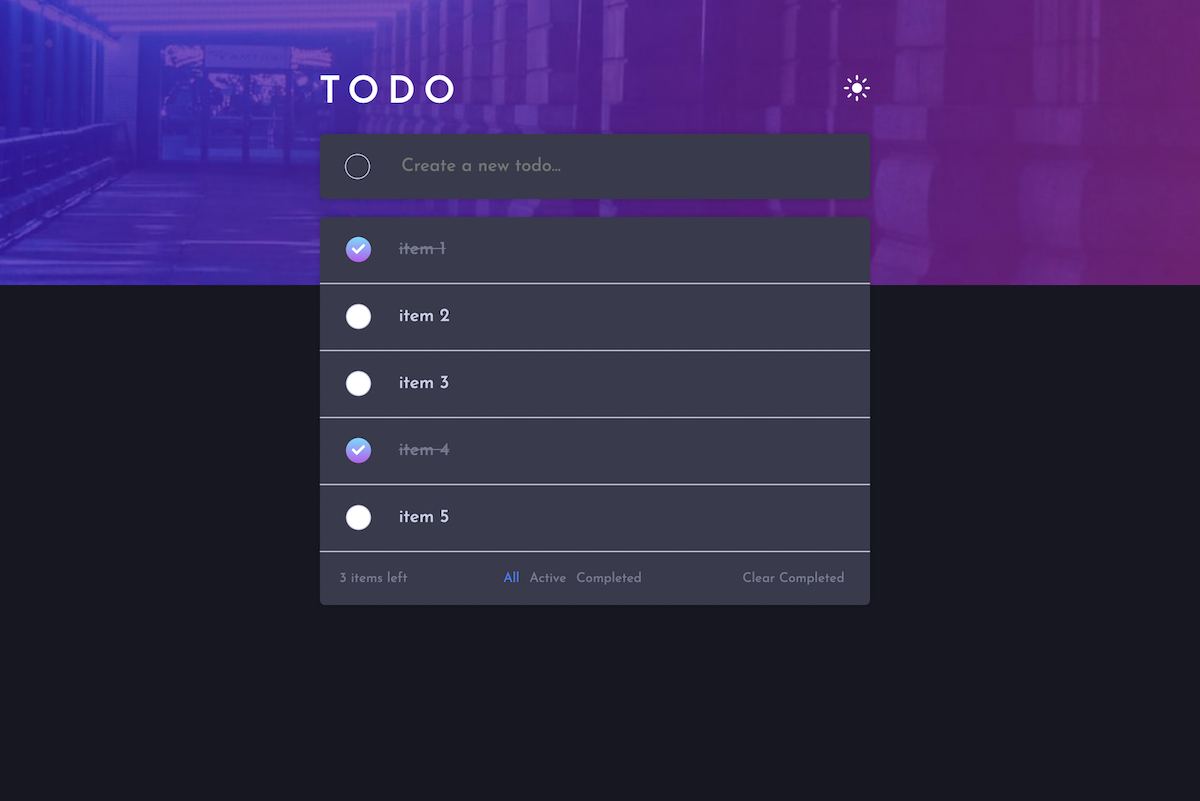 TODO
Create a new todo...
item 1
item 2
item 3
item 4
item 5
3 items left All Active Completed Clear Completed